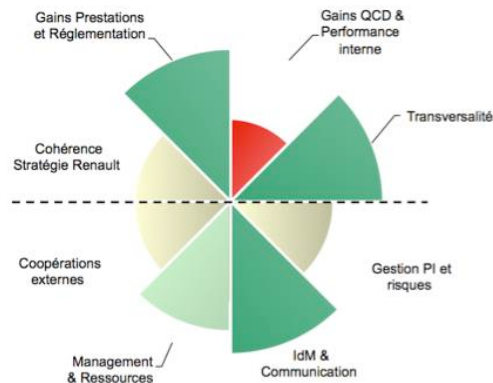 Gains Prestations
et Réglementation
Gains QCD &
Performance
interne
Transversalité
Cohérence
Stratégie Renault
Coopérations
externes
Gestion PI et
risques
Management
& Ressources
IdM &
Communication